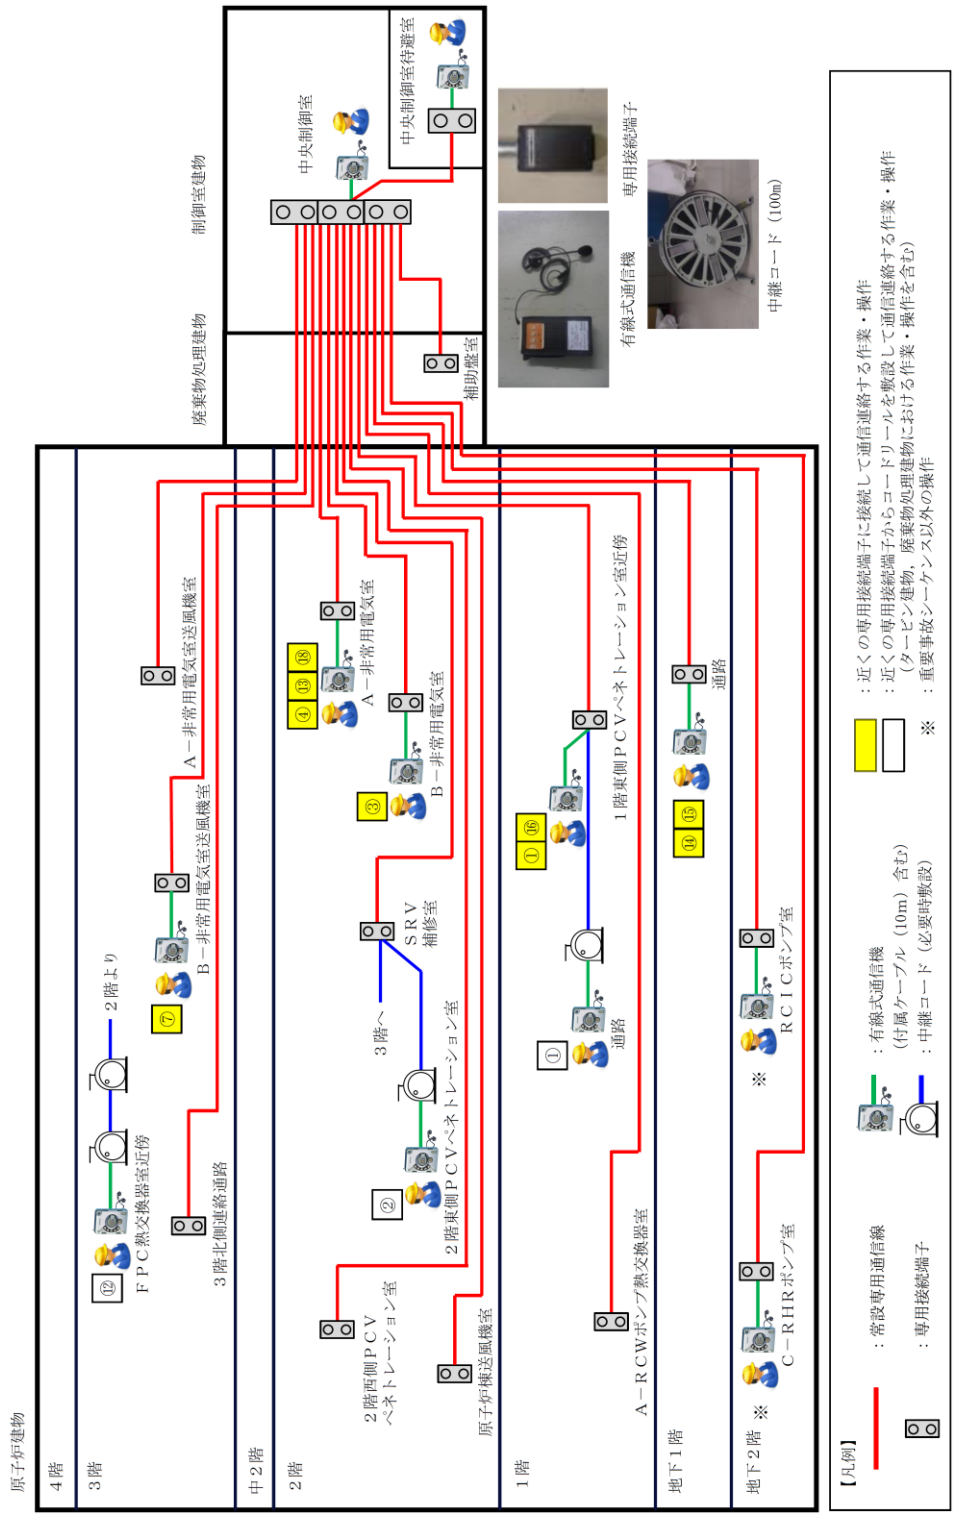 原子炉建物
廃棄物処理建物
制御室建物
4階
3階
中2階
2階
1階
地下1階
地下2階
中央制御室
中央制御室待避室
補助盤室
⑫
FPC熱交換器室近傍
2階より
3階北側連絡通路
⑦
B-非常用電気室送風機室
A-非常用電気室送風機室
④ ⑬ ⑱
A-非常用電気室
③
B-非常用電気室
SRV
補修室
3階へ
②
2階東側PCVペネトレーション室
2階西側PCV
ペネトレーション室
原子炉棟送風機室
① ⑯
1階東側PCVペネトレーション室近傍
①
通路
A-RCWポンプ熱交換器室
⑭ ⑮
通路
※
RCICポンプ室
※
C-RHRポンプ室
専用接続端子
有線式通信機
中継コード(100m)
【凡例】
:常設専用通信線
:専用接続端子
:有線式通信機
(付属ケーブル(10m)含む)
:中継コード(必要時敷設)
:近くの専用接続端子に接続して通信連絡する作業・操作
:近くの専用接続端子からコードリールを敷設して通信連絡する作業・操作
(タービン建物,廃棄物処理建物における作業・操作を含む)
※ :重要事故シーケンス以外の操作